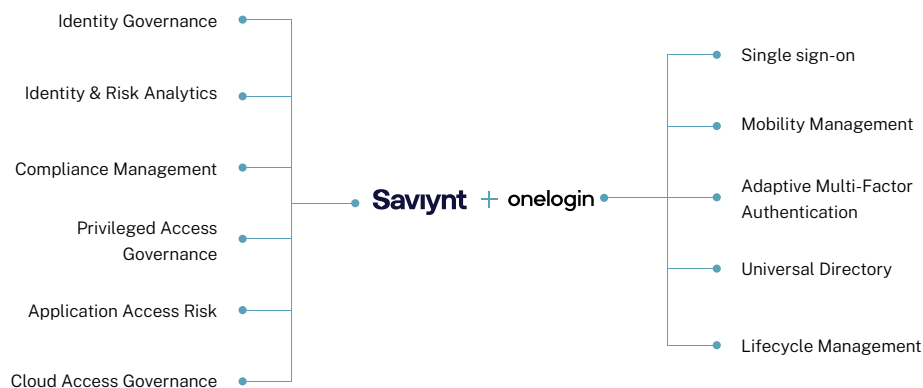 Identity Governance
Identity & Risk Analytics
Compliance Management
Privileged Access
Governance
Application Access Risk
Cloud Access Governance
Savıynt + onelogin
Single sign-on
Mobility Management
Adaptive Multi-Factor
Authentication
Universal Directory
Lifecycle Management